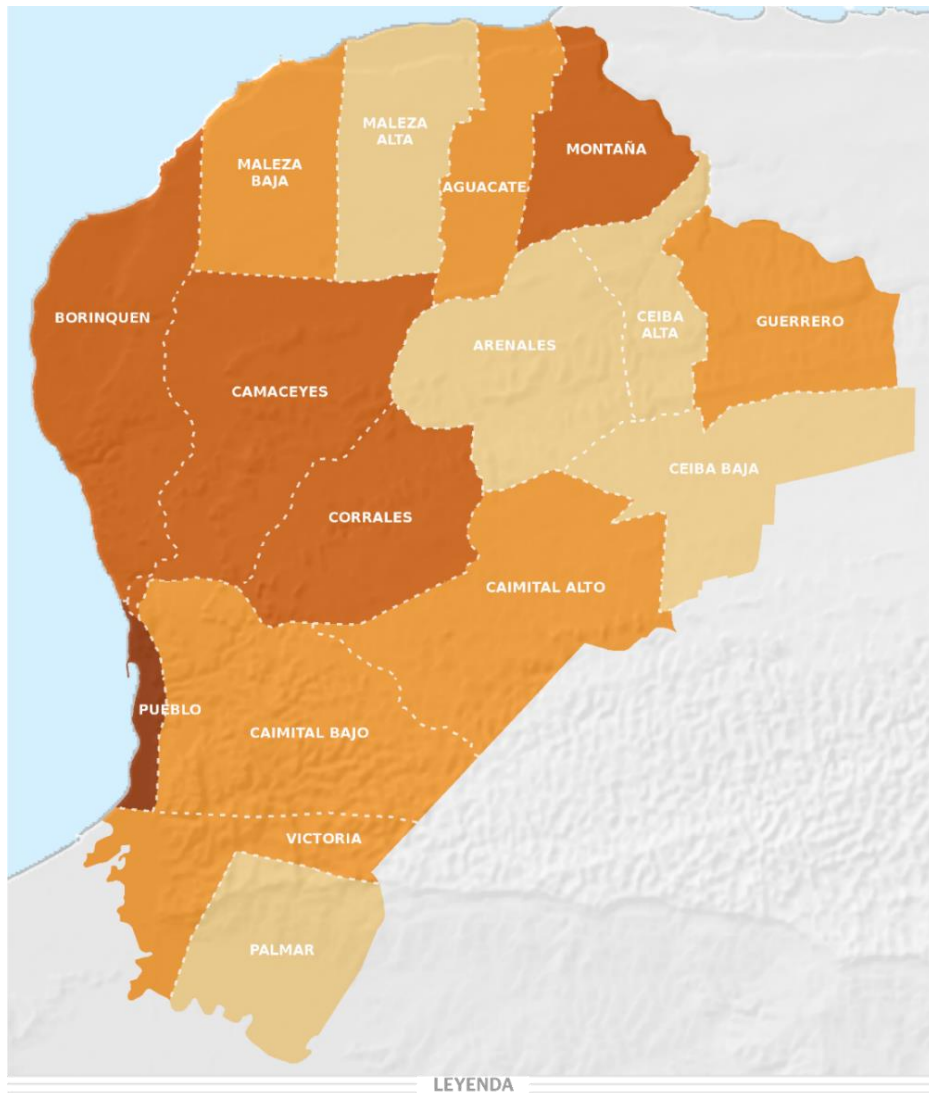 MALEZA
ALTA
MONTAÑA
MALEZA
BAJA
AGUACATE
BORINQUEN
CEIBA
ALTA
GUERRERO
ARENALES
CAMACEYES
CEIBA BAJA
CORRALES
CAIMITAL ALTO
PUEBLO
CAIMITAL BAJO
VICTORIA
PALMAR
LEYENDA